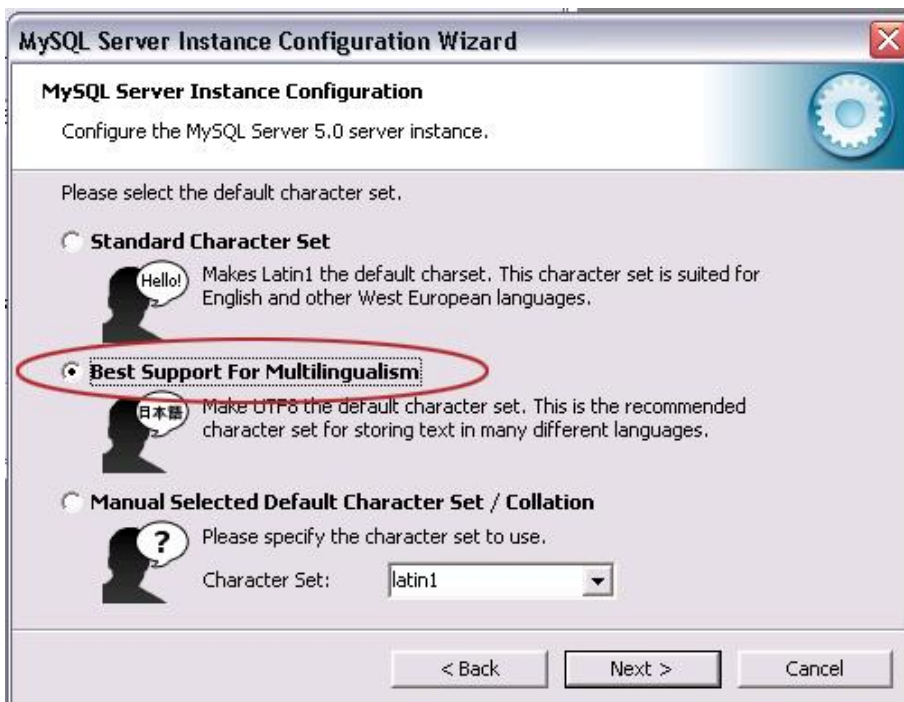 MySQL Server Instance Configuration Wizard
MySQL Server Instance Configuration
Configure the MySQL Server 5.0 server instance.
Please select the default character set.
Standard Character Set
Hello!
Makes Latin1 the default charset. This character set is suited for
English and other West European languages.
Best Support For Multilingualism
日本語
Make UTF8 the default character set. This is the recommended
character set for storing text in many different languages.
Manual Selected Default Character Set / Collation
?
Please specify the character set to use.
Character Set: latin1
< Back Next > Cancel